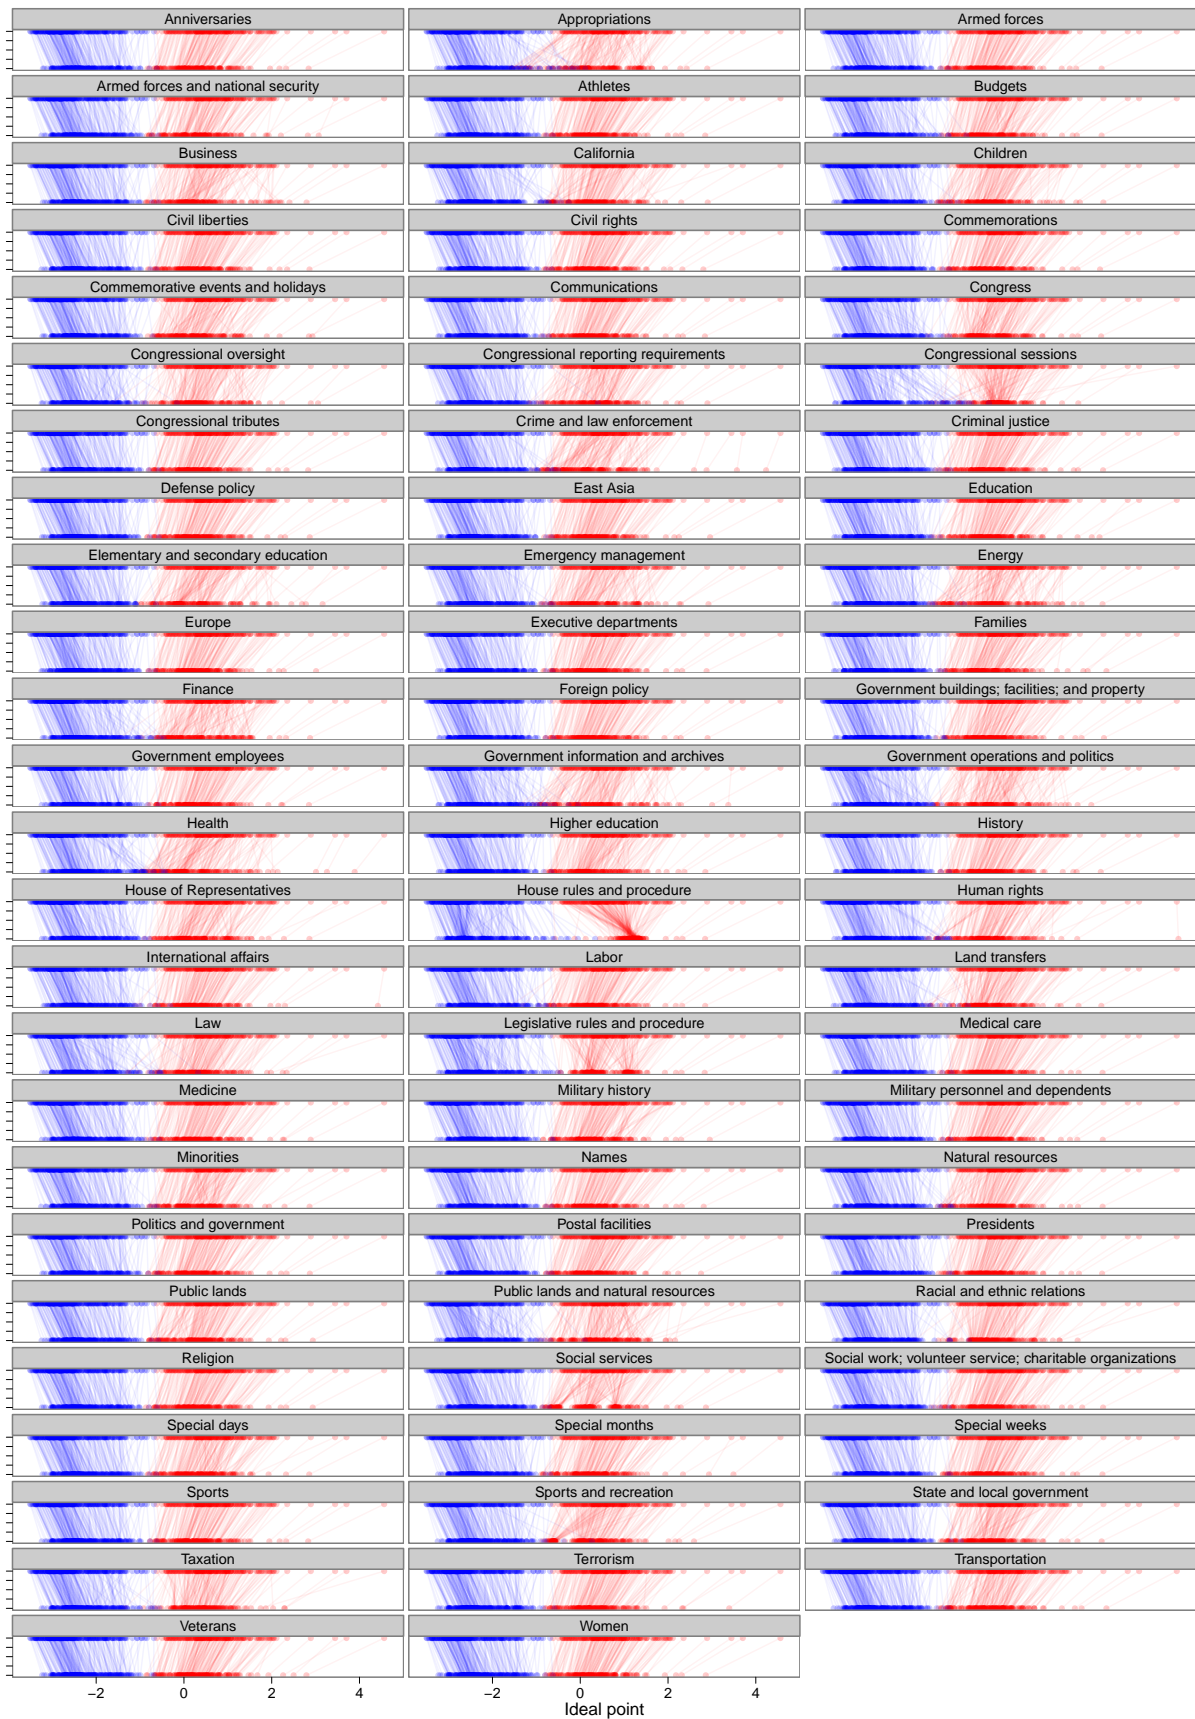 Anniversaries
Appropriations
Armed forces
Armed forces and national security
Athletes
Budgets
Business
California
Children
Civil liberties
Civil rights
Commemorations
Commemorative events and holidays
Communications
Congress
Congressional oversight
Congressional reporting requirements
Congressional sessions
Congressional tributes
Crime and law enforcement
Criminal justice
Defense policy
East Asia
Education
Elementary and secondary education
Emergency management
Energy
Europe
Executive departments
Families
Finance
Foreign policy
Government buildings; facilities; and property
Government employees
Government information and archives
Government operations and politics
Health
Higher education
History
House of Representatives
House rules and procedure
Human rights
International affairs
Labor
Land transfers
Law
Legislative rules and procedure
Medical care
Medicine
Military history
Military personnel and dependents
Minorities
Names
Natural resources
Politics and government
Postal facilities
Presidents
Public lands
Public lands and natural resources
Racial and ethnic relations
Religion
Social services
Social work; volunteer service; charitable organizations
Special days
Special months
Special weeks
Sports
Sports and recreation
State and local government
Taxation
Terrorism
Transportation
Veterans
Women
−2 0 2 4
−2 0 2 4
Ideal point